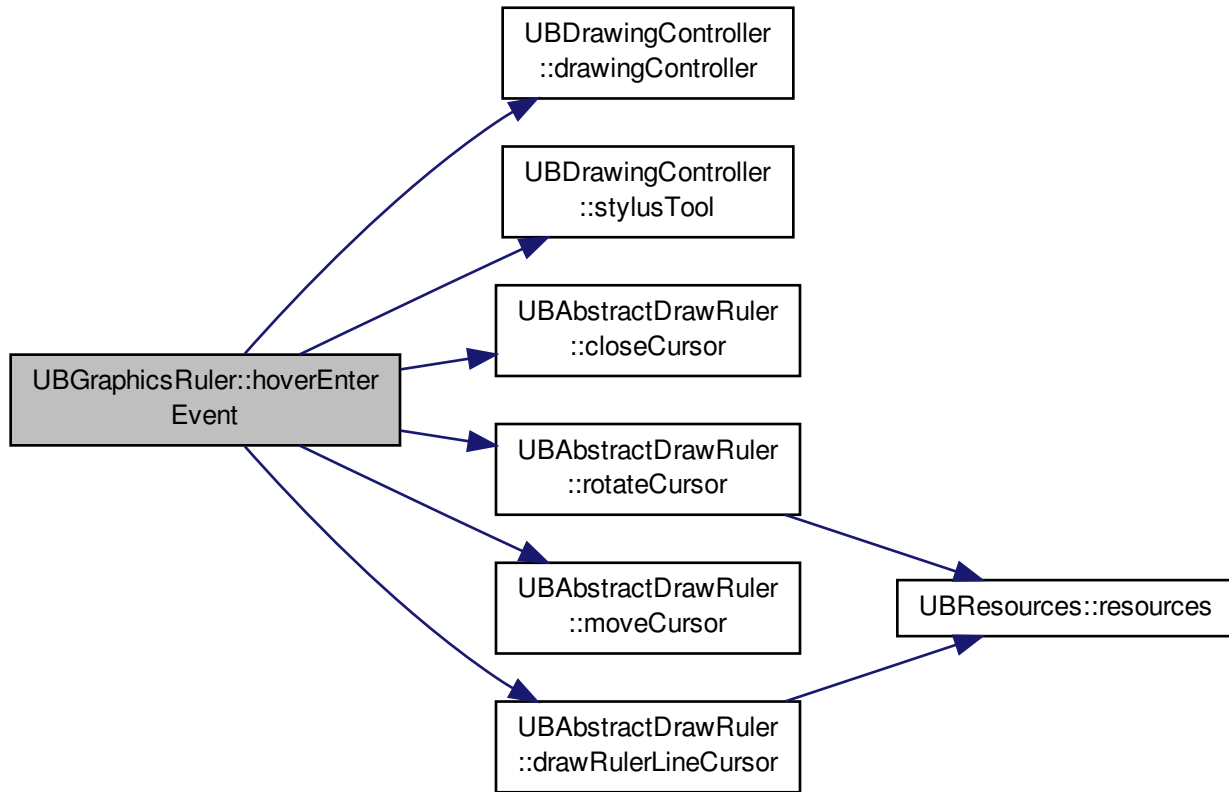 UBDrawingController
::drawingController
UBDrawingController
::stylusTool
UBAbstractDrawRuler
::closeCursor
UBGraphicsRuler::hoverEnter
Event
UBAbstractDrawRuler
::rotateCursor
UBAbstractDrawRuler
::moveCursor
UBResources::resources
UBAbstractDrawRuler
::drawRulerLineCursor